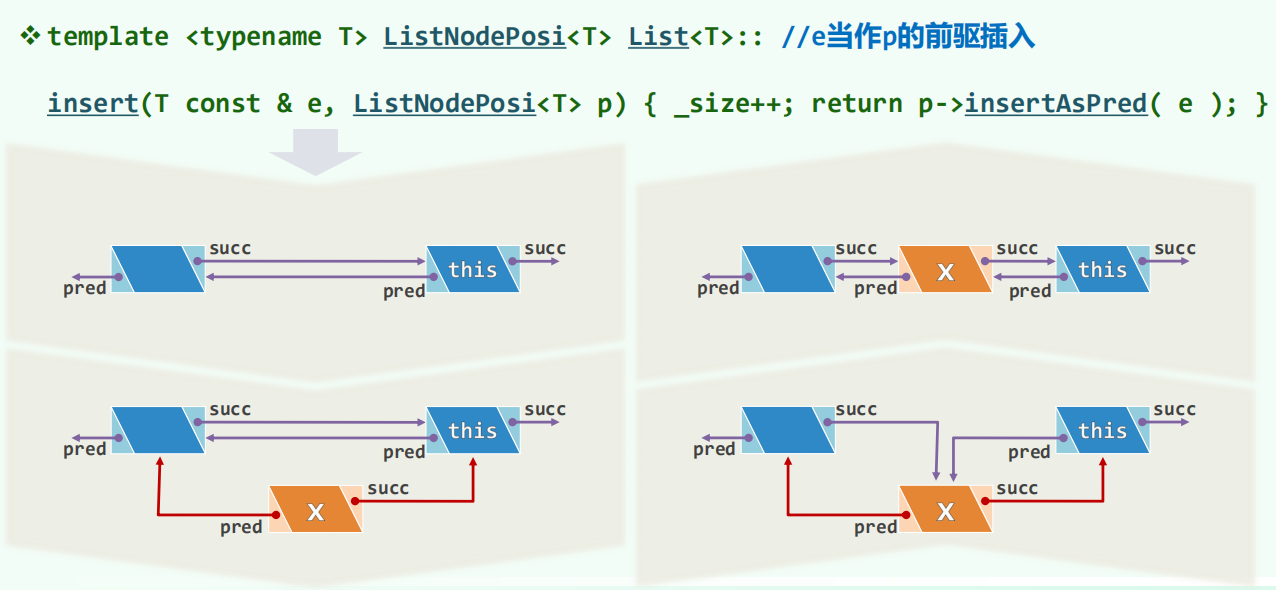 ❖ template <typename T> ListNodePosi<T> List<T>:: //e当作p的前驱插入
insert(T const & e, ListNodePosi<T> p) { _size++; return p->insertAsPred( e ); }
succ succ
this
pred pred
succ succ succ
X this
pred pred pred
succ succ
this
pred pred
succ
X
pred
succ succ
this
pred pred
succ
X
pred